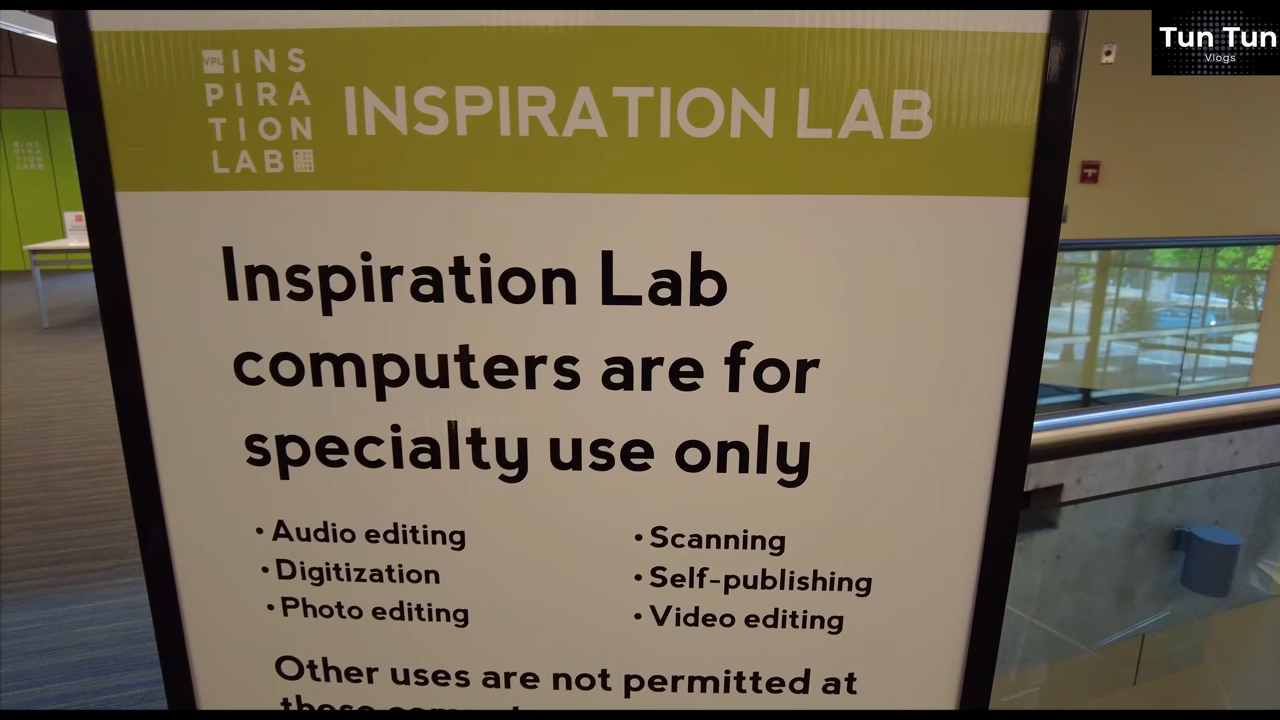 Tun Tun
Vlogs
VPL INS
PIRA
TION
LAB
INSPIRATION LAB
Inspiration Lab
computers are for
specialty use only
• Audio editing
• Digitization
• Photo editing
• Scanning
• Self-publishing
• Video editing
Other uses are not permitted at